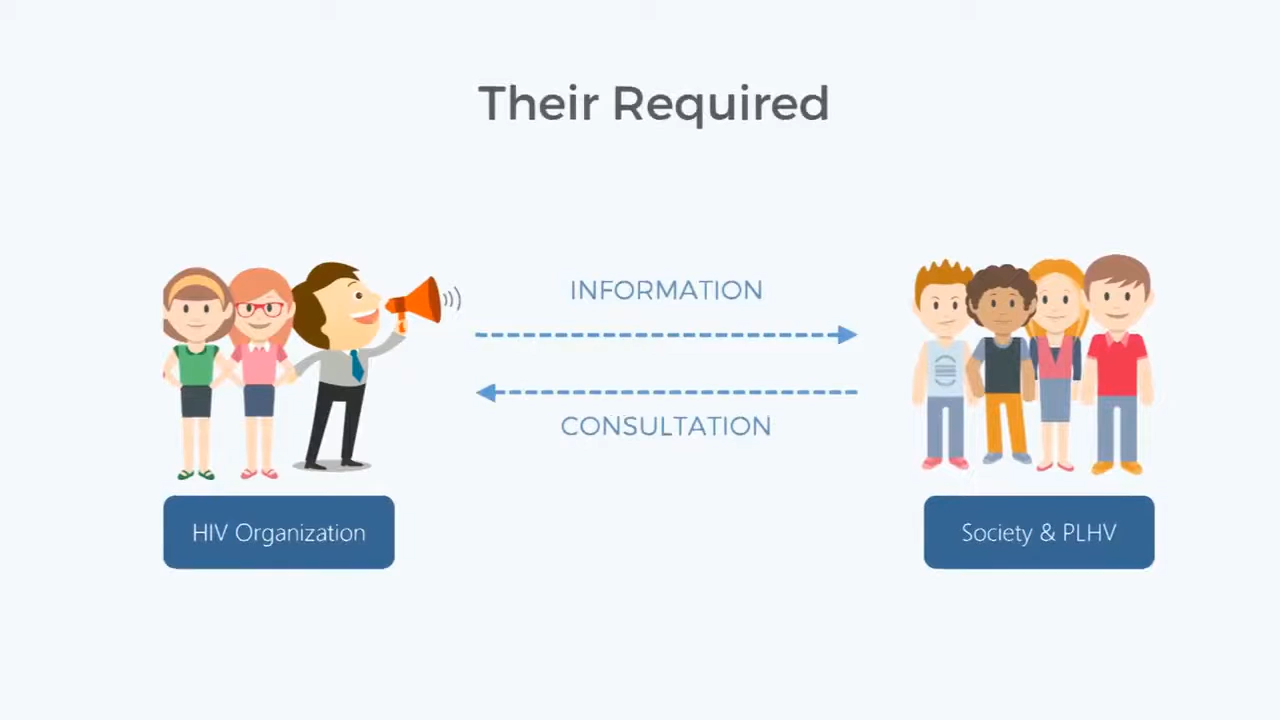 Their Required
INFORMATION
CONSULTATION
HIV Organization
Society & PLHV